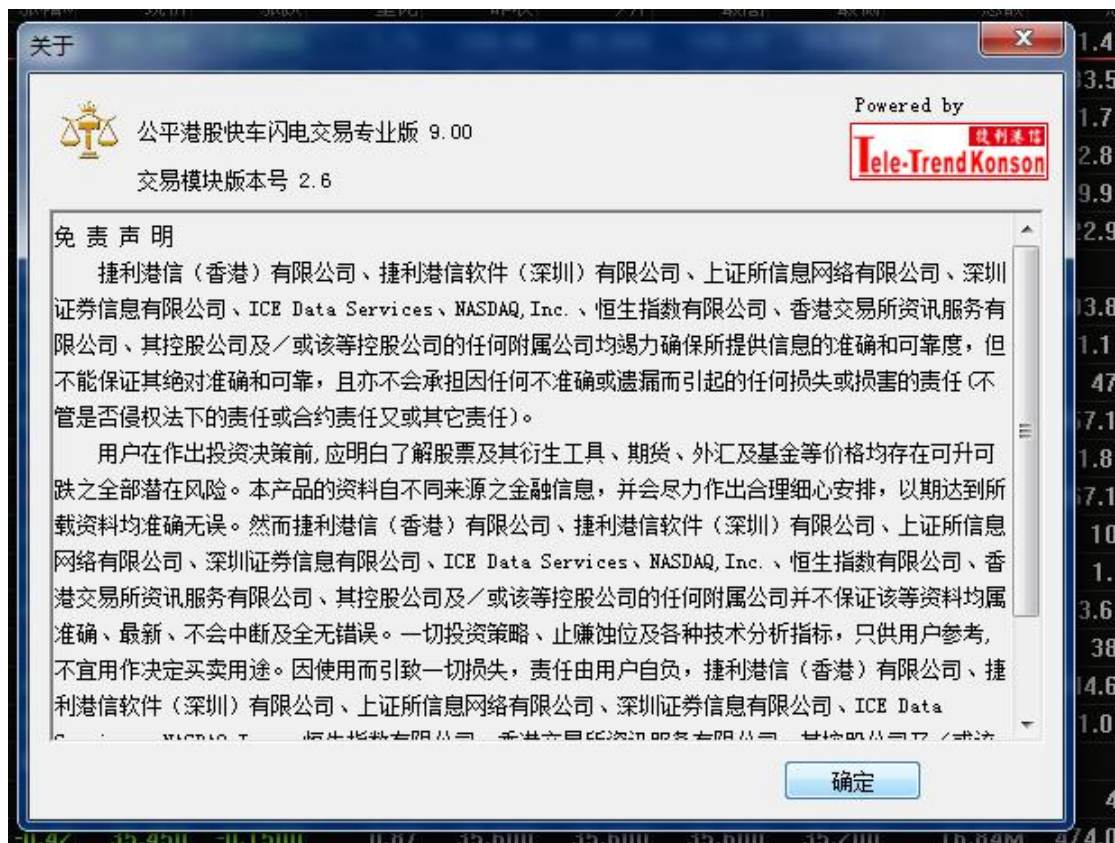 关于
公平港股快车闪电交易专业版 9.00
交易模块版本号 2.6
Powered by
捷利港信
Tele-Trend Konson
免 责 声 明
捷利港信（香港）有限公司、捷利港信软件（深圳）有限公司、上证所信息网络有限公司、深圳
证券信息有限公司、ICE Data Services、NASDAQ,Inc.、恒生指数有限公司、香港交易所资讯服务有
限公司、其控股公司及／或该等控股公司的任何附属公司均竭力确保所提供信息的准确和可靠度，但
不能保证其绝对准确和可靠，且亦不会承担因任何不准确或遗漏而引起的任何损失或损害的责任(不
管是否侵权法下的责任或合约责任又或其它责任)。
用户在作出投资决策前,应明白了解股票及其衍生工具、期货、外汇及基金等价格均存在可升可
跌之全部潜在风险。本产品的资料自不同来源之金融信息，并会尽力作出合理细心安排，以期达到所
载资料均准确无误。然而捷利港信（香港）有限公司、捷利港信软件（深圳）有限公司、上证所信息
网络有限公司、深圳证券信息有限公司、ICE Data Services、NASDAQ,Inc.、恒生指数有限公司、香
港交易所资讯服务有限公司、其控股公司及／或该等控股公司的任何附属公司并不保证该等资料均属
准确、最新、不会中断及全无错误。一切投资策略、止赚蚀位及各种技术分析指标，只供用户参考,
不宜用作决定买卖用途。因使用而引致一切损失，责任由用户自负，捷利港信（香港）有限公司、捷
利港信软件（深圳）有限公司、上证所信息网络有限公司、深圳证券信息有限公司、ICE Data
确定